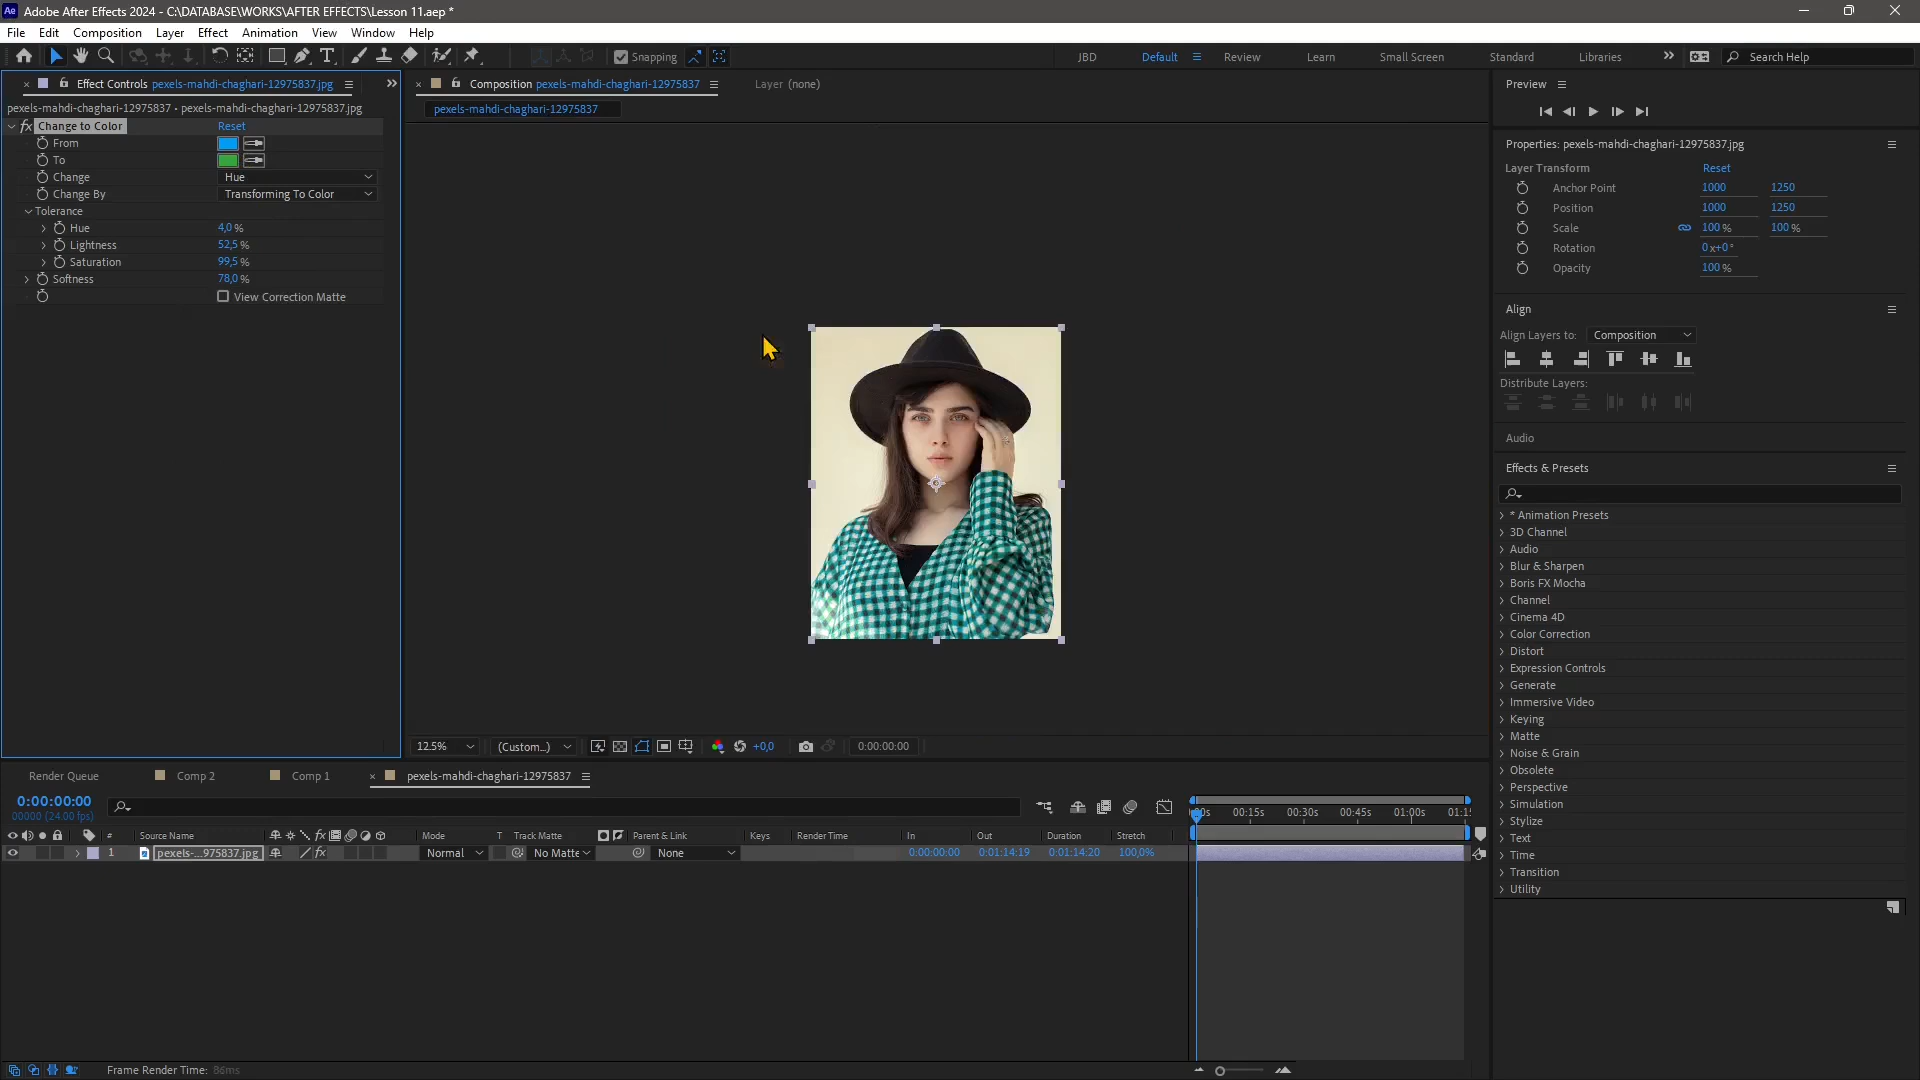 Adobe After Effects 2024 - C:\DATABASE\WORKS\AFTER EFFECTS\Lesson 11.aep *
File Edit Composition Layer Effect Animation View Window Help
Snapping
JBD Default Review Learn Small Screen Standard Libraries
Search Help
Effect Controls pexels-mahdi-chaghari-12975837.jpg
pexels-mahdi-chaghari-12975837 • pexels-mahdi-chaghari-12975837.jpg
fx Change to Color Reset
From
To
Change Hue
Change By Transforming To Color
Tolerance
Hue 4,0 %
Lightness 52,5 %
Saturation 99,5 %
Softness 78,0 %
View Correction Matte
Composition pexels-mahdi-chaghari-12975837
Layer (none)
pexels-mahdi-chaghari-12975837
12.5% (Custom...) +0,0 0:00:00:00
Preview
Properties: pexels-mahdi-chaghari-12975837.jpg
Layer Transform Reset
Anchor Point 1000 1250
Position 1000 1250
Scale 100 % 100 %
Rotation 0 x+0 °
Opacity 100 %
Align
Align Layers to: Composition
Distribute Layers:
Audio
Effects & Presets
* Animation Presets
3D Channel
Audio
Blur & Sharpen
Boris FX Mocha
Channel
Cinema 4D
Color Correction
Distort
Expression Controls
Generate
Immersive Video
Keying
Matte
Noise & Grain
Obsolete
Perspective
Simulation
Stylize
Text
Time
Transition
Utility
Render Queue Comp 2 Comp 1 pexels-mahdi-chaghari-12975837
0:00:00:00
00000 (24.00 fps)
00s 00:15s 00:30s 00:45s 01:00s 01:1
# Source Name fx Mode T Track Matte Parent & Link Keys Render Time In Out Duration Stretch
1 pexels-...975837.jpg fx Normal No Matte None 0:00:00:00 0:01:14:19 0:01:14:20 100,0%
Frame Render Time: 86ms